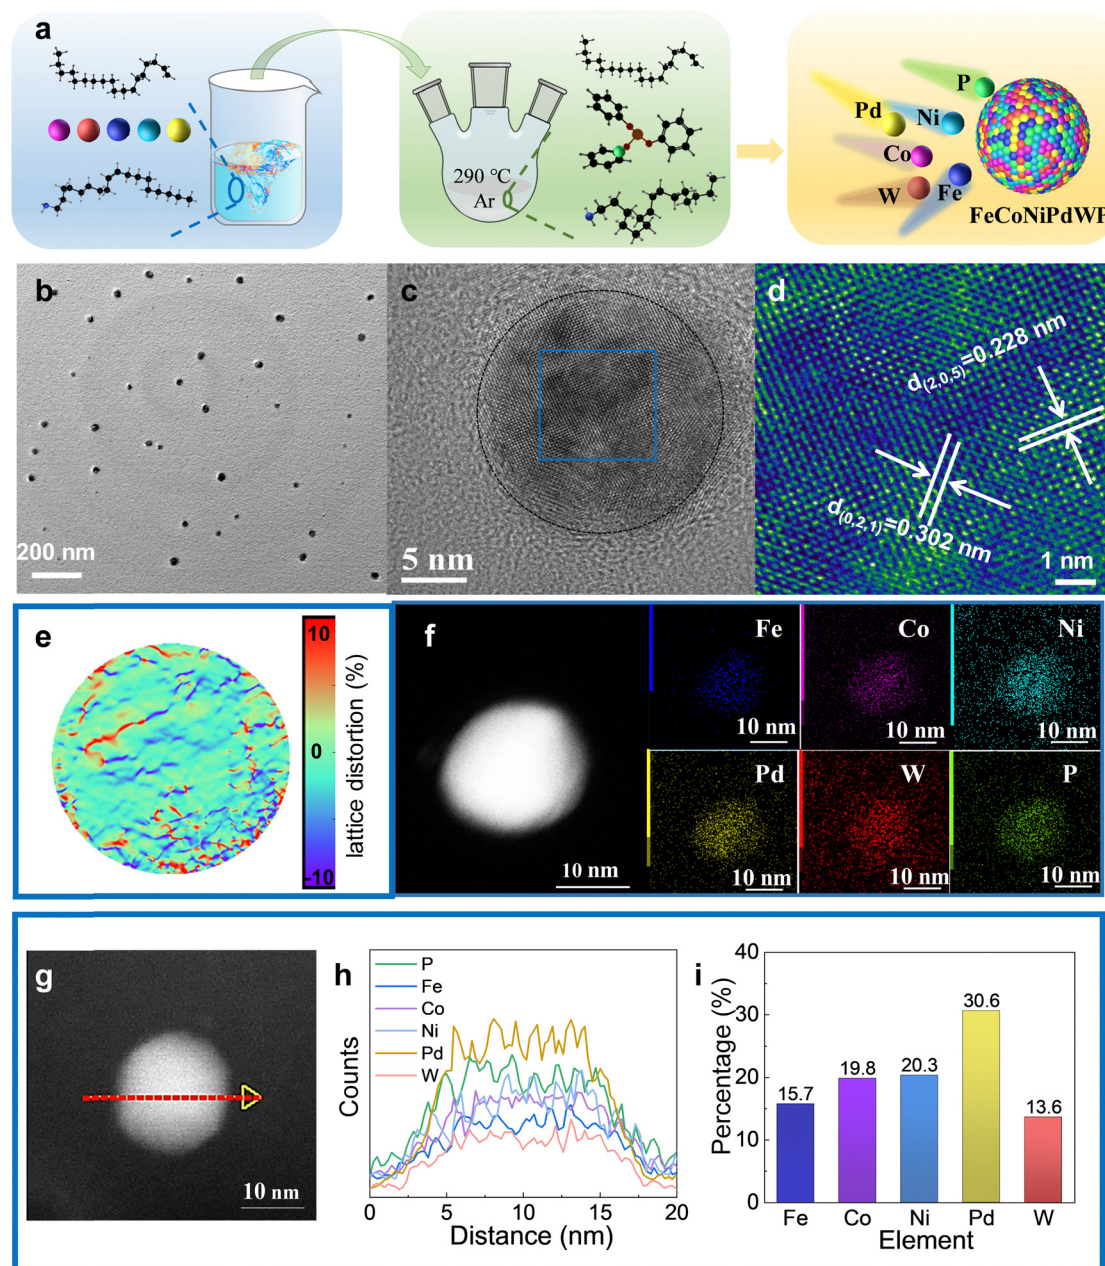 a
290 °C
Ar
P
Pd
Ni
Co
W
Fe
FeCoNiPdWP
b
200 nm
c
5 nm
d
d(2,0,5)=0.228 nm
d(0,2,1)=0.302 nm
1 nm
e
10
0
-10
lattice distortion (%)
f
10 nm
Fe
10 nm
Co
10 nm
Ni
10 nm
Pd
10 nm
W
10 nm
P
10 nm
g
10 nm
h
P
Fe
Co
Ni
Pd
W
Counts
0 5 10 15 20
Distance (nm)
i
Percentage (%)
40
30
20
10
0
15.7
19.8
20.3
30.6
13.6
Fe Co Ni Pd W
Element